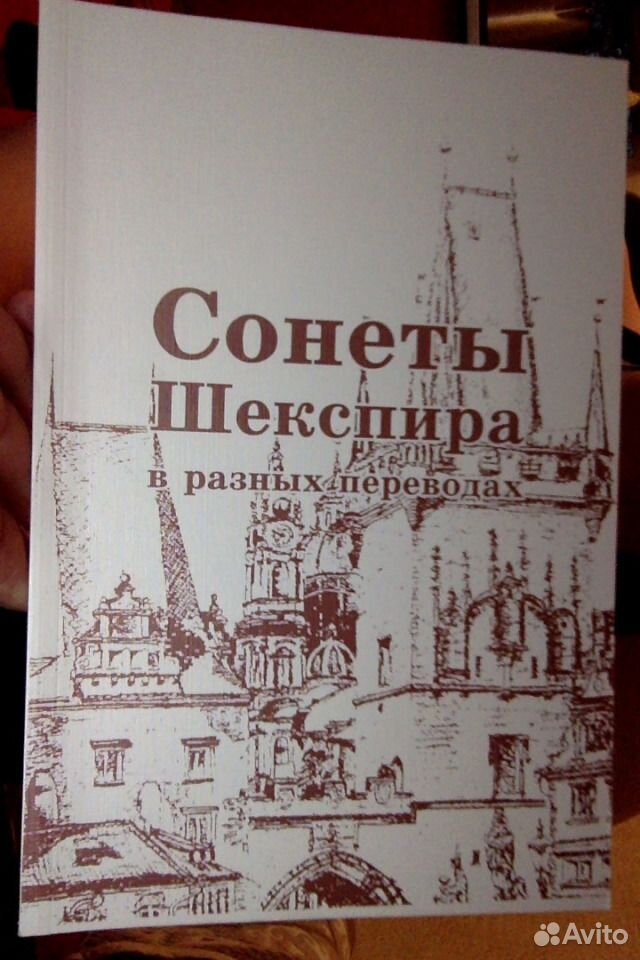 Сонеты
Шекспира
в разных переводах
Avito